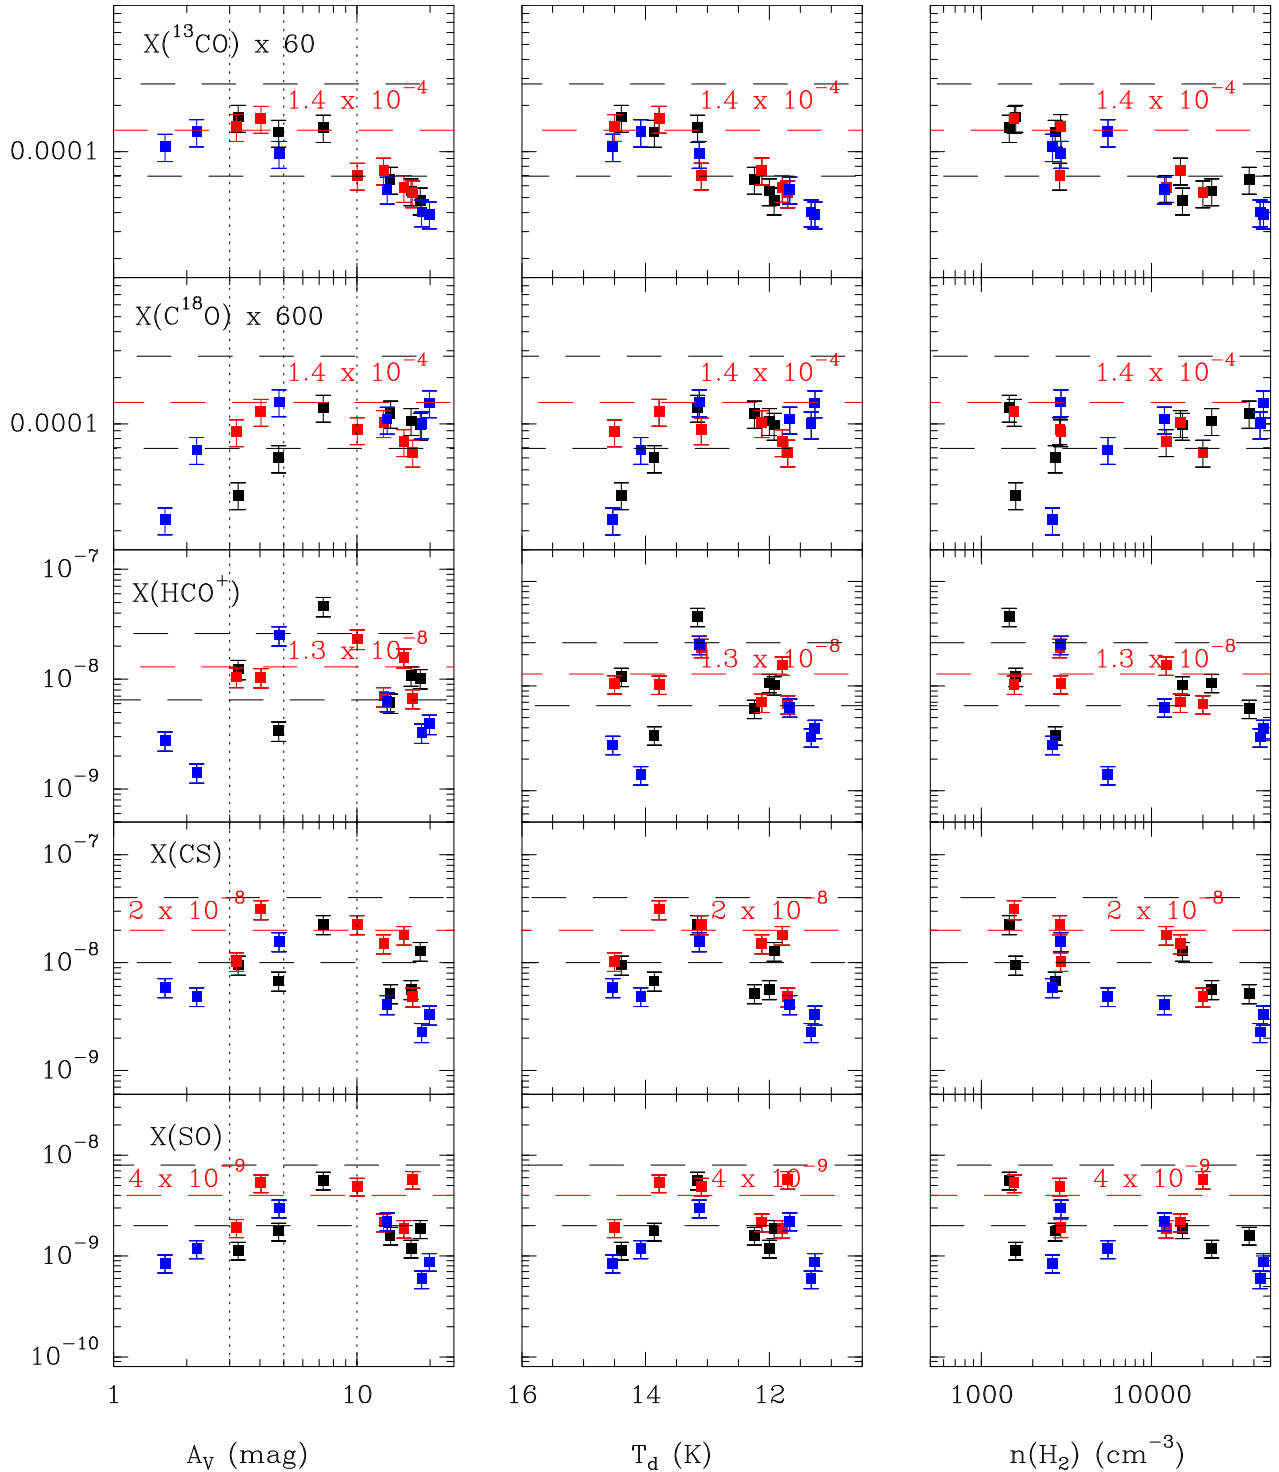 X(¹³CO) x 60
1.4 x 10⁻⁴ 1.4 x 10⁻⁴ 1.4 x 10⁻⁴
0.0001
X(C¹⁸O) x 600
1.4 x 10⁻⁴ 1.4 x 10⁻⁴ 1.4 x 10⁻⁴
0.0001
10⁻⁷
X(HCO⁺)
1.3 x 10⁻⁸ 1.3 x 10⁻⁸ 1.3 x 10⁻⁸
10⁻⁸
10⁻⁹
10⁻⁷
X(CS)
2 x 10⁻⁸ 2 x 10⁻⁸ 2 x 10⁻⁸
10⁻⁸
10⁻⁹
X(SO)
10⁻⁸
4 x 10⁻⁹ 4 x 10⁻⁹ 4 x 10⁻⁹
10⁻⁹
10⁻¹⁰
1 10 16 14 12 1000 10000
A_V (mag) T_d (K) n(H₂) (cm⁻³)